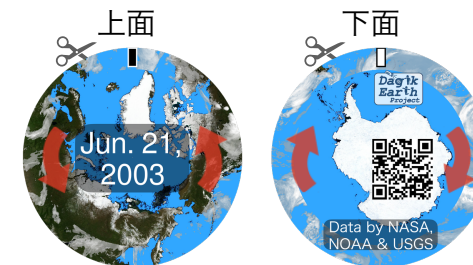 上面
下面
Jun. 21,
2003
Dagik
Earth
Project
Data by NASA,
NOAA & USGS